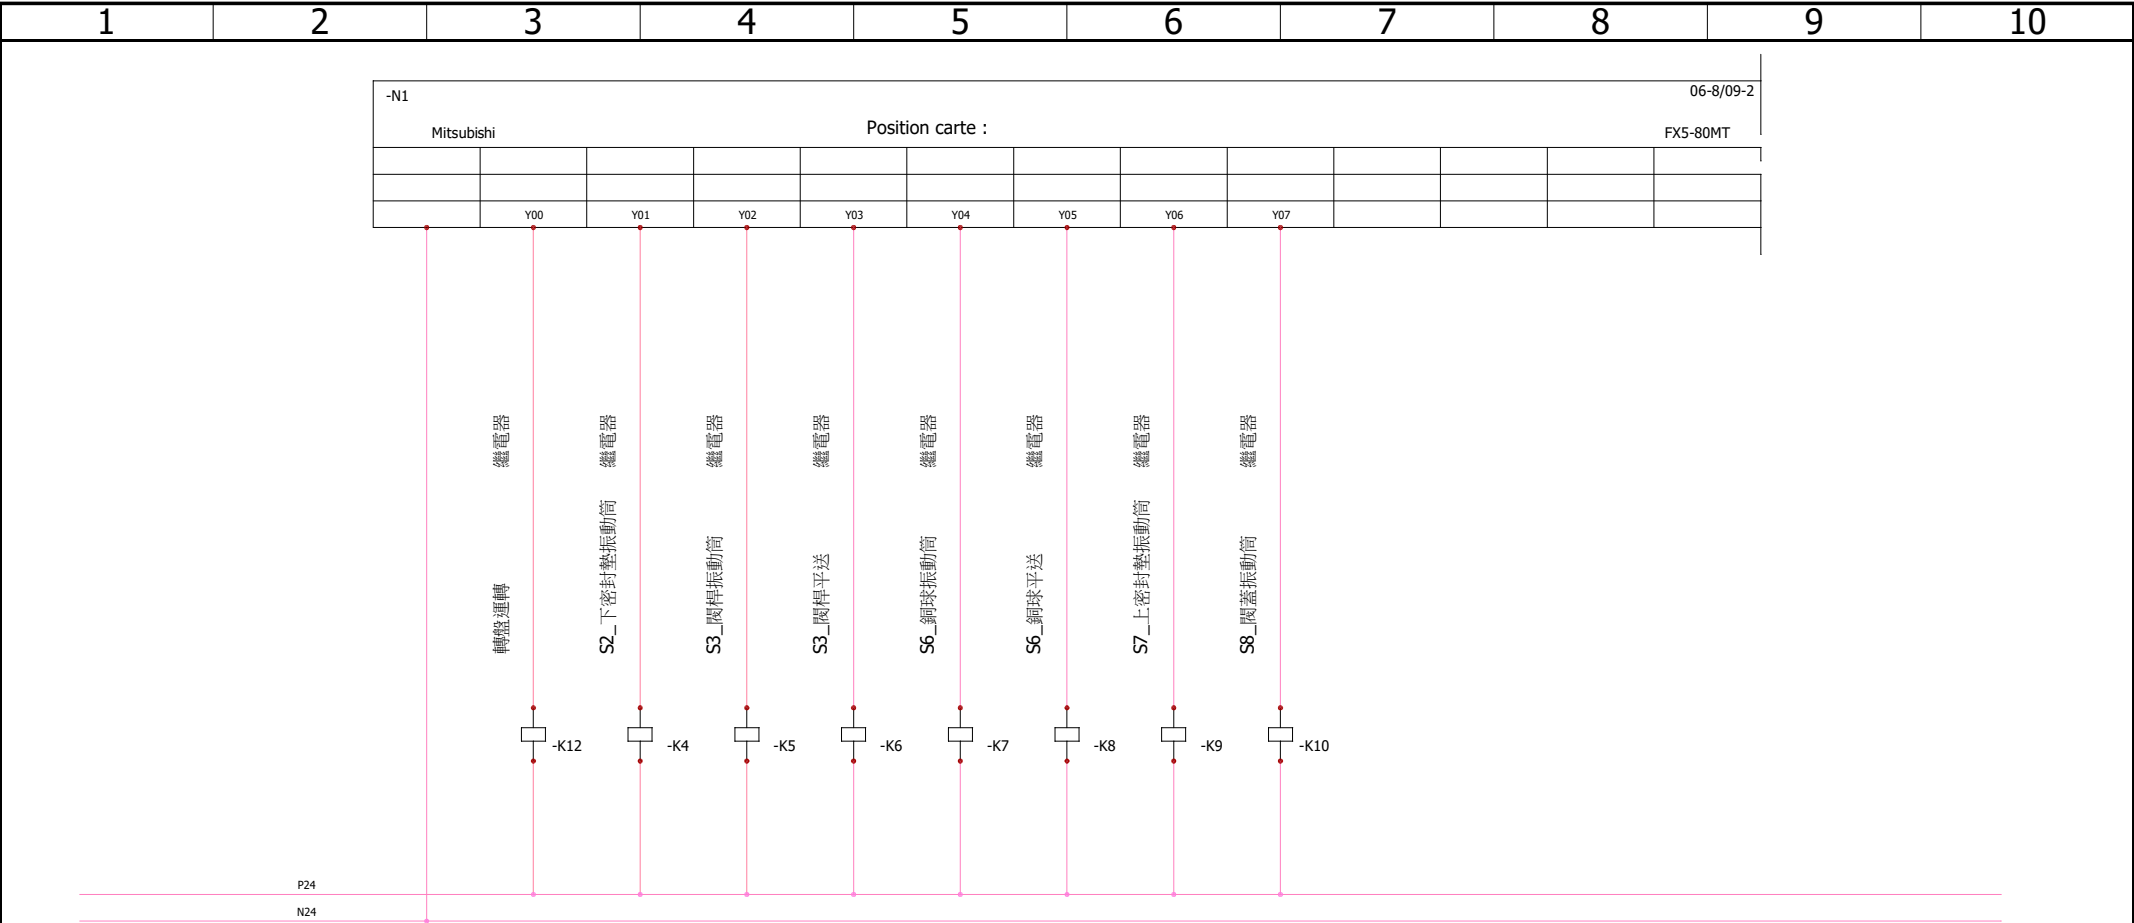 1 2 3 4 5 6 7 8 9 10
-N1 06-8/09-2
Mitsubishi Position carte : FX5-80MT
Y00 Y01 Y02 Y03 Y04 Y05 Y06 Y07
轉盤運轉 繼電器
S2_下密封墊振動筒 繼電器
S3_閥桿振動筒 繼電器
S3_閥桿平送 繼電器
S6_銅球振動筒 繼電器
S6_銅球平送 繼電器
S7_上密封墊振動筒 繼電器
S8_閥蓋振動筒 繼電器
-K12 -K4 -K5 -K6 -K7 -K8 -K9 -K10
P24
N24